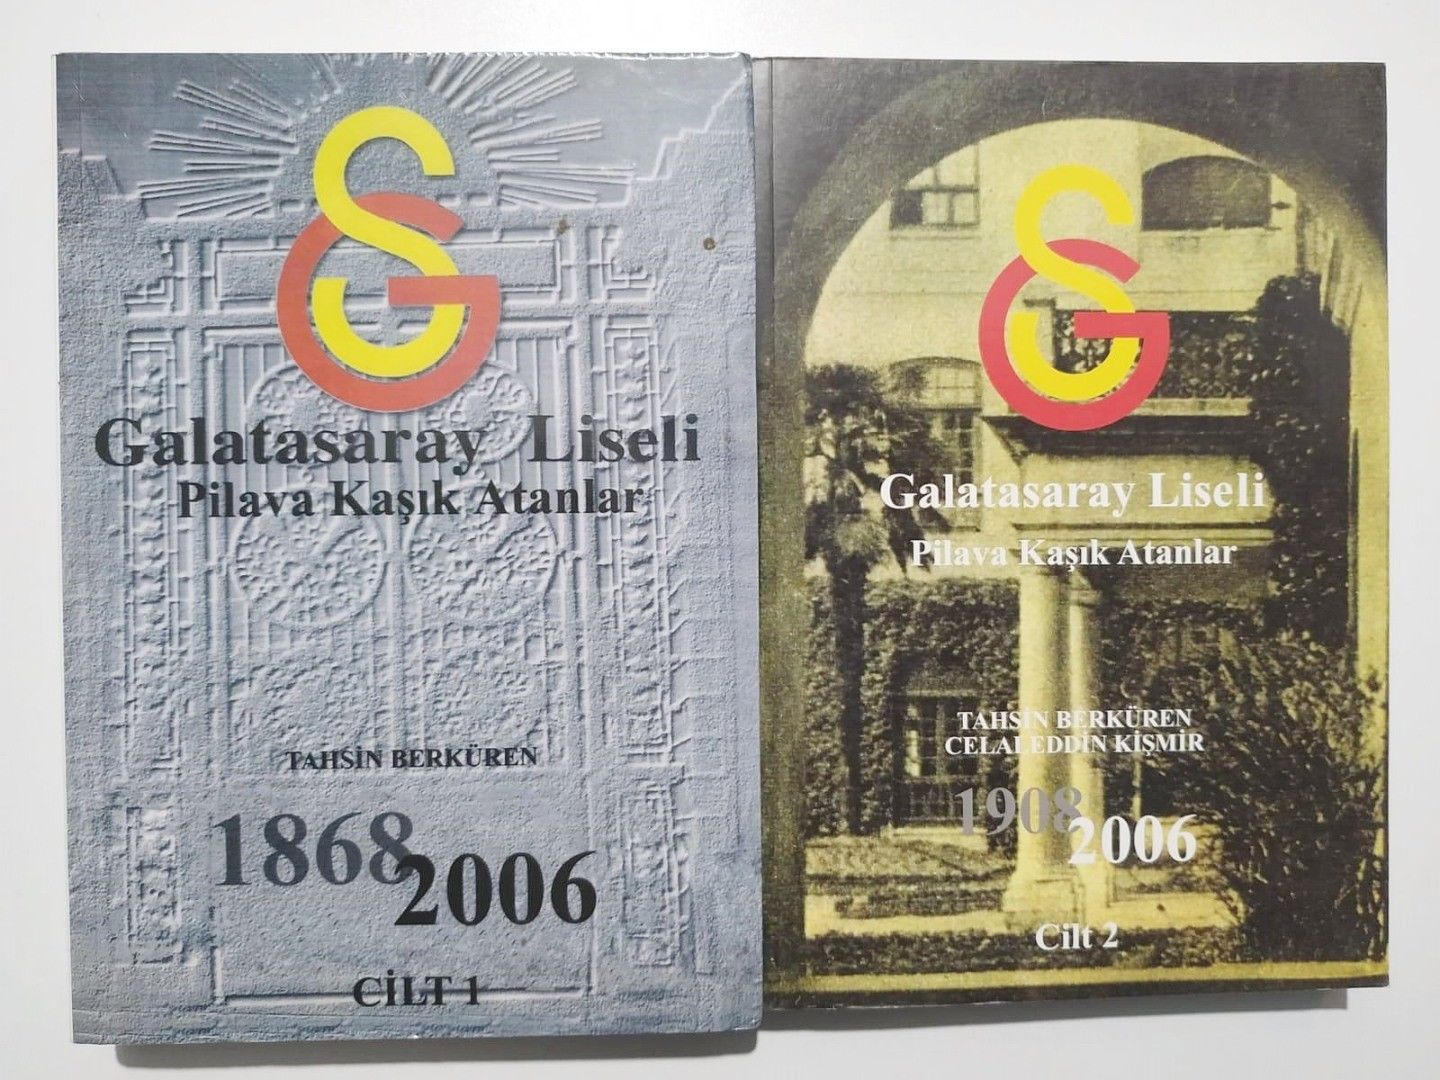 Galatasaray Liseli
Pilava Kaşık Atanlar
TAHSİN BERKÜREN
1868
2006
CİLT 1
Galatasaray Liseli
Pilava Kaşık Atanlar
TAHSİN BERKÜREN
CELALEDDİN KİŞMİR
1908
2006
Cilt 2